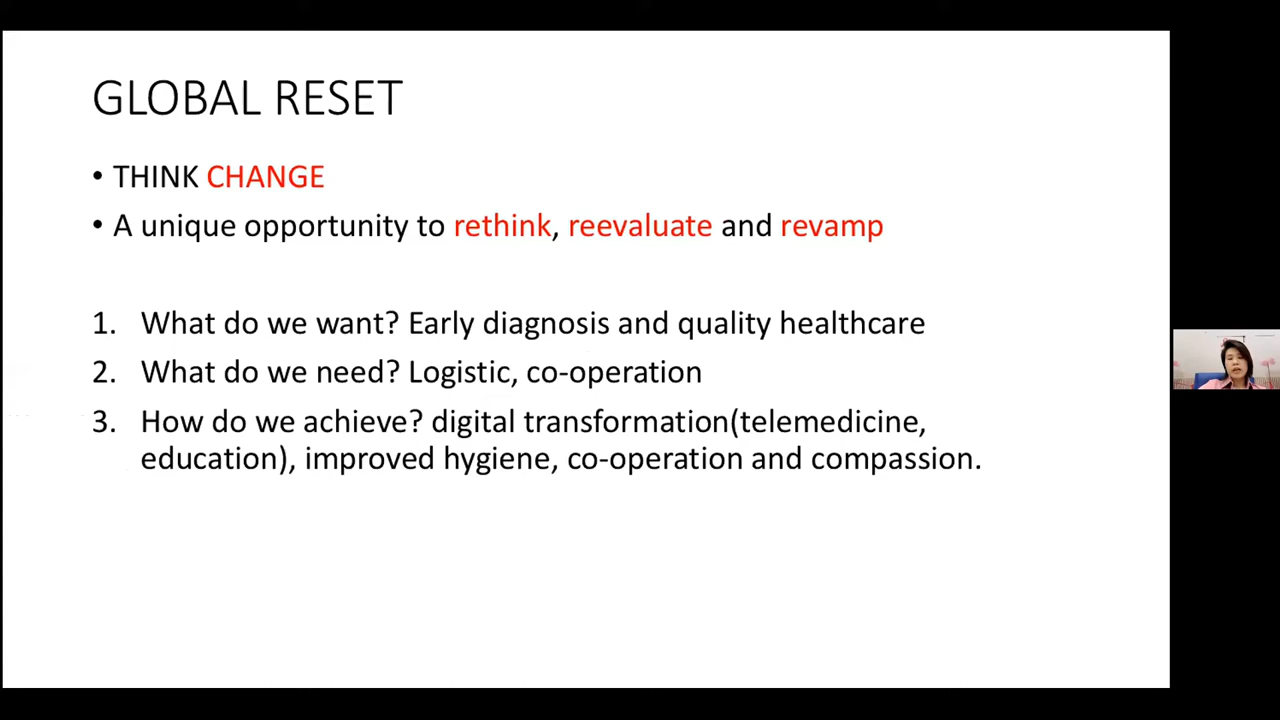 GLOBAL RESET
• THINK CHANGE
• A unique opportunity to rethink, reevaluate and revamp
1. What do we want? Early diagnosis and quality healthcare
2. What do we need? Logistic, co-operation
3. How do we achieve? digital transformation(telemedicine,
education), improved hygiene, co-operation and compassion.